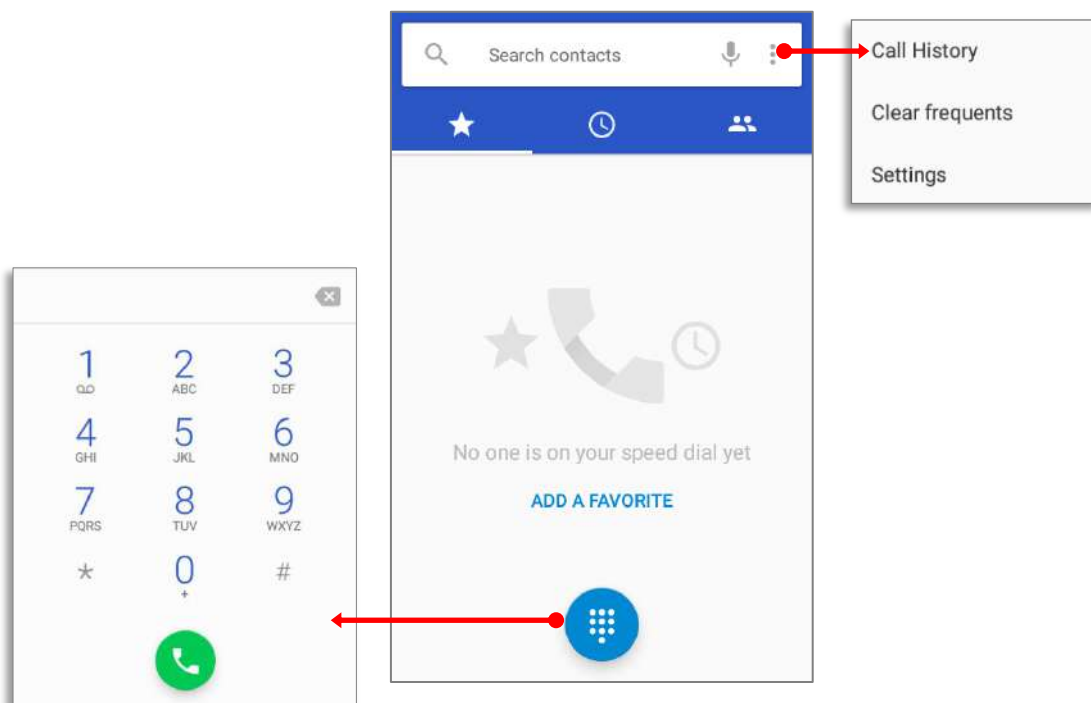 Search contacts
Call History
Clear frequents
Settings
No one is on your speed dial yet
ADD A FAVORITE
1 2 3
ABC DEF
4 5 6
GHI JKL MNO
7 8 9
PQRS TUV WXYZ
* 0 #
+